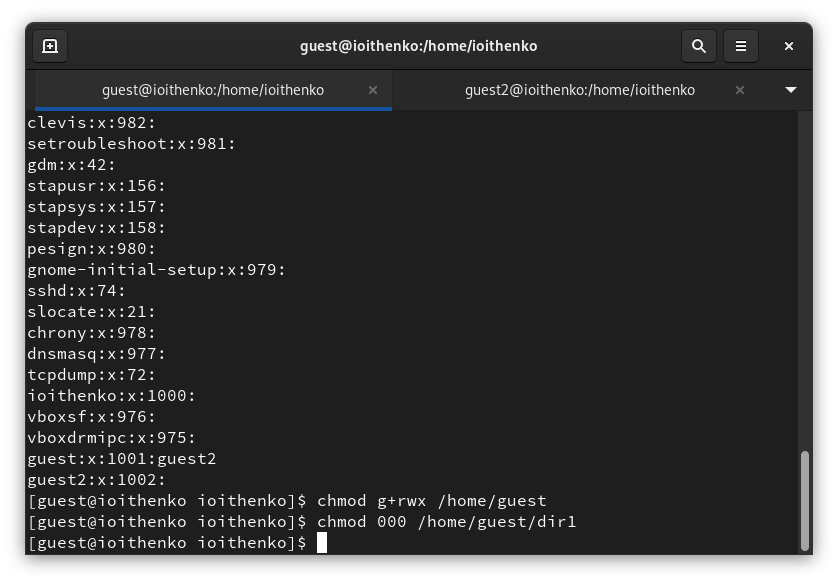 guest@ioithenko:/home/ioithenko
guest@ioithenko:/home/ioithenko
guest2@ioithenko:/home/ioithenko
clevis:x:982:
setroubleshoot:x:981:
gdm:x:42:
stapusr:x:156:
stapsys:x:157:
stapdev:x:158:
pesign:x:980:
gnome-initial-setup:x:979:
sshd:x:74:
slocate:x:21:
chrony:x:978:
dnsmasq:x:977:
tcpdump:x:72:
ioithenko:x:1000:
vboxsf:x:976:
vboxdrmipc:x:975:
guest:x:1001:guest2
guest2:x:1002:
[guest@ioithenko ioithenko]$ chmod g+rwx /home/guest
[guest@ioithenko ioithenko]$ chmod 000 /home/guest/dir1
[guest@ioithenko ioithenko]$